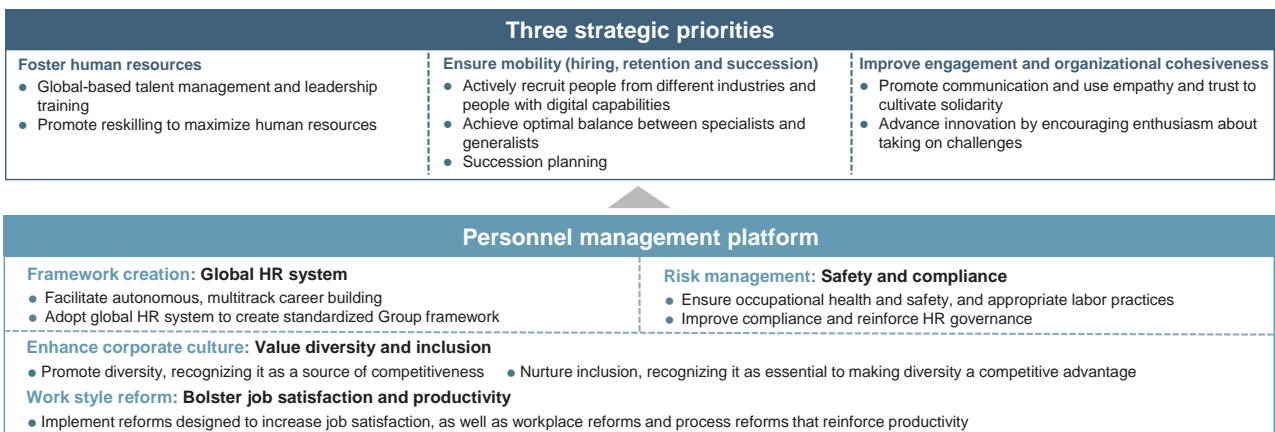 Three strategic priorities
Foster human resources
● Global-based talent management and leadership
training
● Promote reskilling to maximize human resources
Ensure mobility (hiring, retention and succession)
● Actively recruit people from different industries and
people with digital capabilities
● Achieve optimal balance between specialists and
generalists
● Succession planning
Improve engagement and organizational cohesiveness
● Promote communication and use empathy and trust to
cultivate solidarity
● Advance innovation by encouraging enthusiasm about
taking on challenges
Personnel management platform
Framework creation: Global HR system
● Facilitate autonomous, multitrack career building
● Adopt global HR system to create standardized Group framework
Risk management: Safety and compliance
● Ensure occupational health and safety, and appropriate labor practices
● Improve compliance and reinforce HR governance
Enhance corporate culture: Value diversity and inclusion
● Promote diversity, recognizing it as a source of competitiveness ● Nurture inclusion, recognizing it as essential to making diversity a competitive advantage
Work style reform: Bolster job satisfaction and productivity
● Implement reforms designed to increase job satisfaction, as well as workplace reforms and process reforms that reinforce productivity